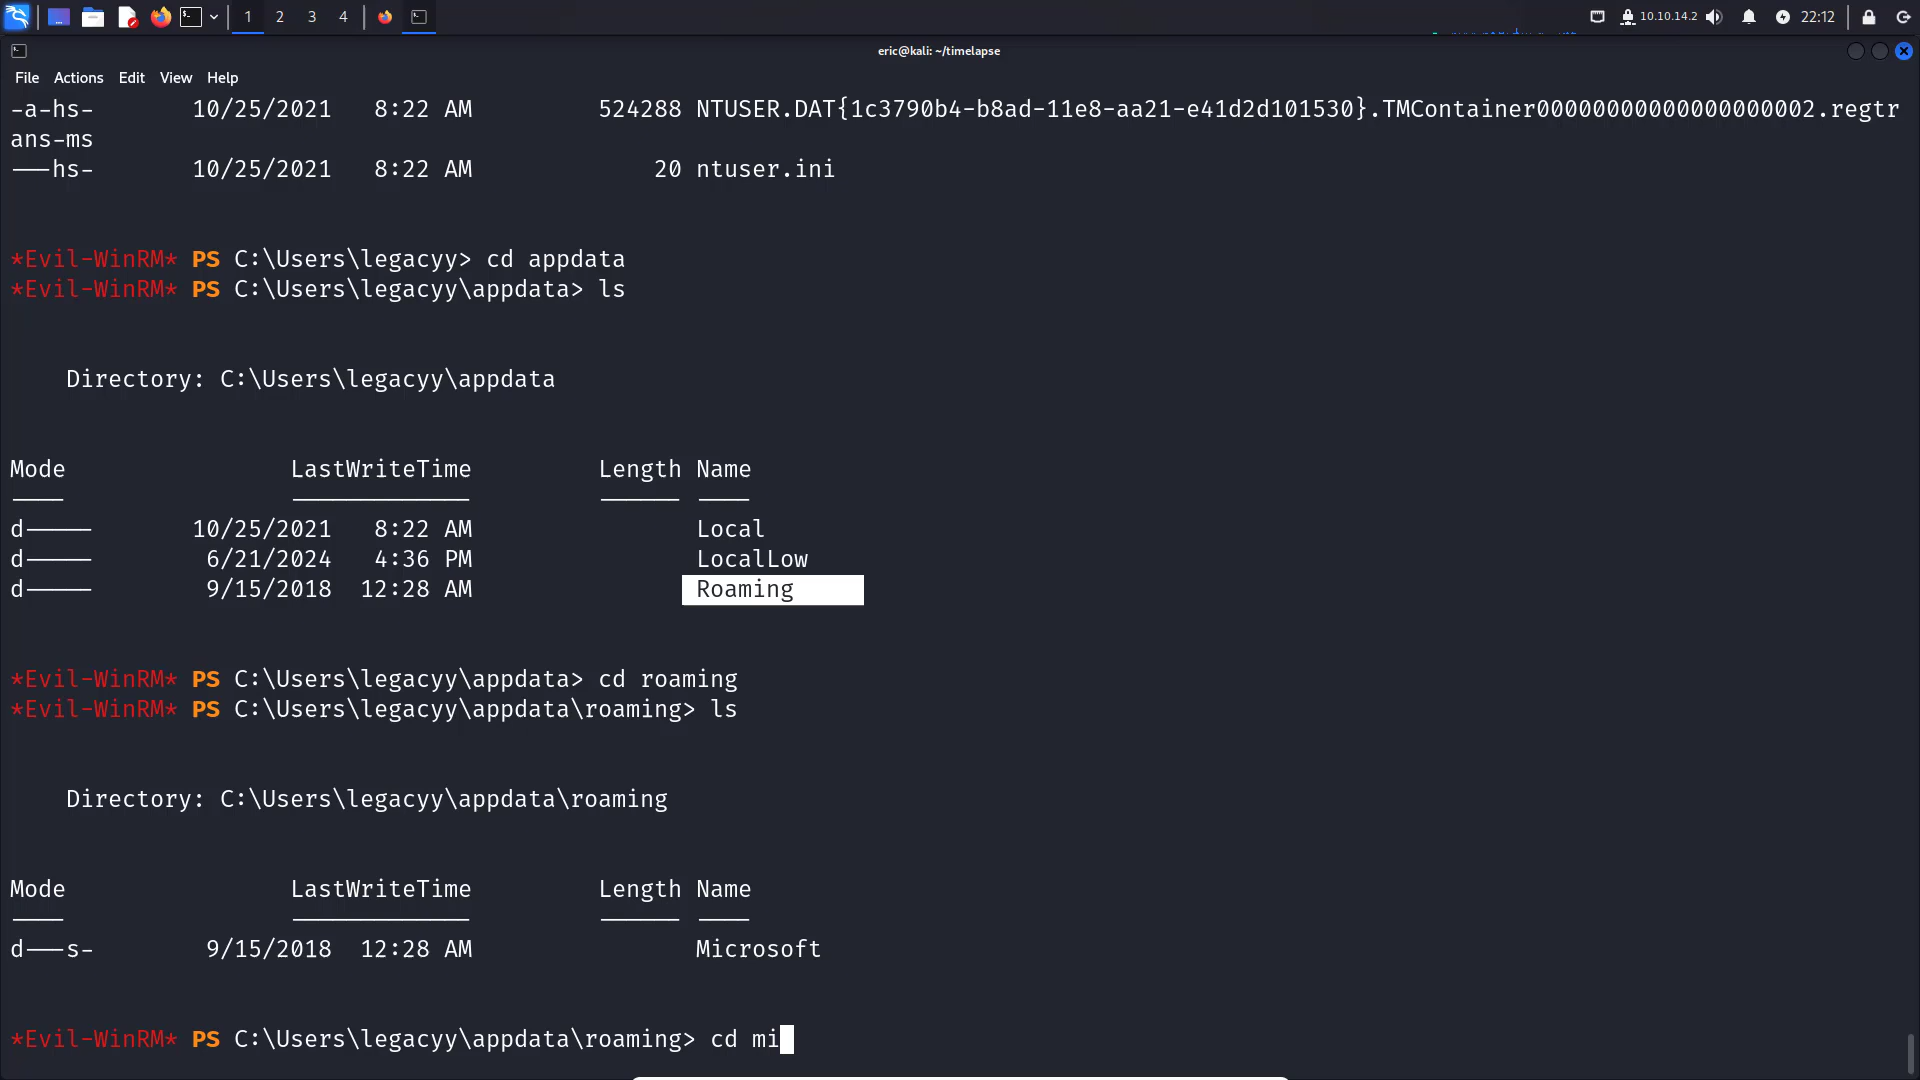 1 2 3 4 10.10.14.2 22:12
eric@kali: ~/timelapse
File Actions Edit View Help
-a-hs- 10/25/2021 8:22 AM 524288 NTUSER.DAT{1c3790b4-b8ad-11e8-aa21-e41d2d101530}.TMContainer00000000000000000002.regtr
ans-ms
---hs- 10/25/2021 8:22 AM 20 ntuser.ini
*Evil-WinRM* PS C:\Users\legacyy> cd appdata
*Evil-WinRM* PS C:\Users\legacyy\appdata> ls
Directory: C:\Users\legacyy\appdata
Mode LastWriteTime Length Name
---- ------------- ------ ----
d----- 10/25/2021 8:22 AM Local
d----- 6/21/2024 4:36 PM LocalLow
d----- 9/15/2018 12:28 AM Roaming
*Evil-WinRM* PS C:\Users\legacyy\appdata> cd roaming
*Evil-WinRM* PS C:\Users\legacyy\appdata\roaming> ls
Directory: C:\Users\legacyy\appdata\roaming
Mode LastWriteTime Length Name
---- ------------- ------ ----
d---s- 9/15/2018 12:28 AM Microsoft
*Evil-WinRM* PS C:\Users\legacyy\appdata\roaming> cd mi